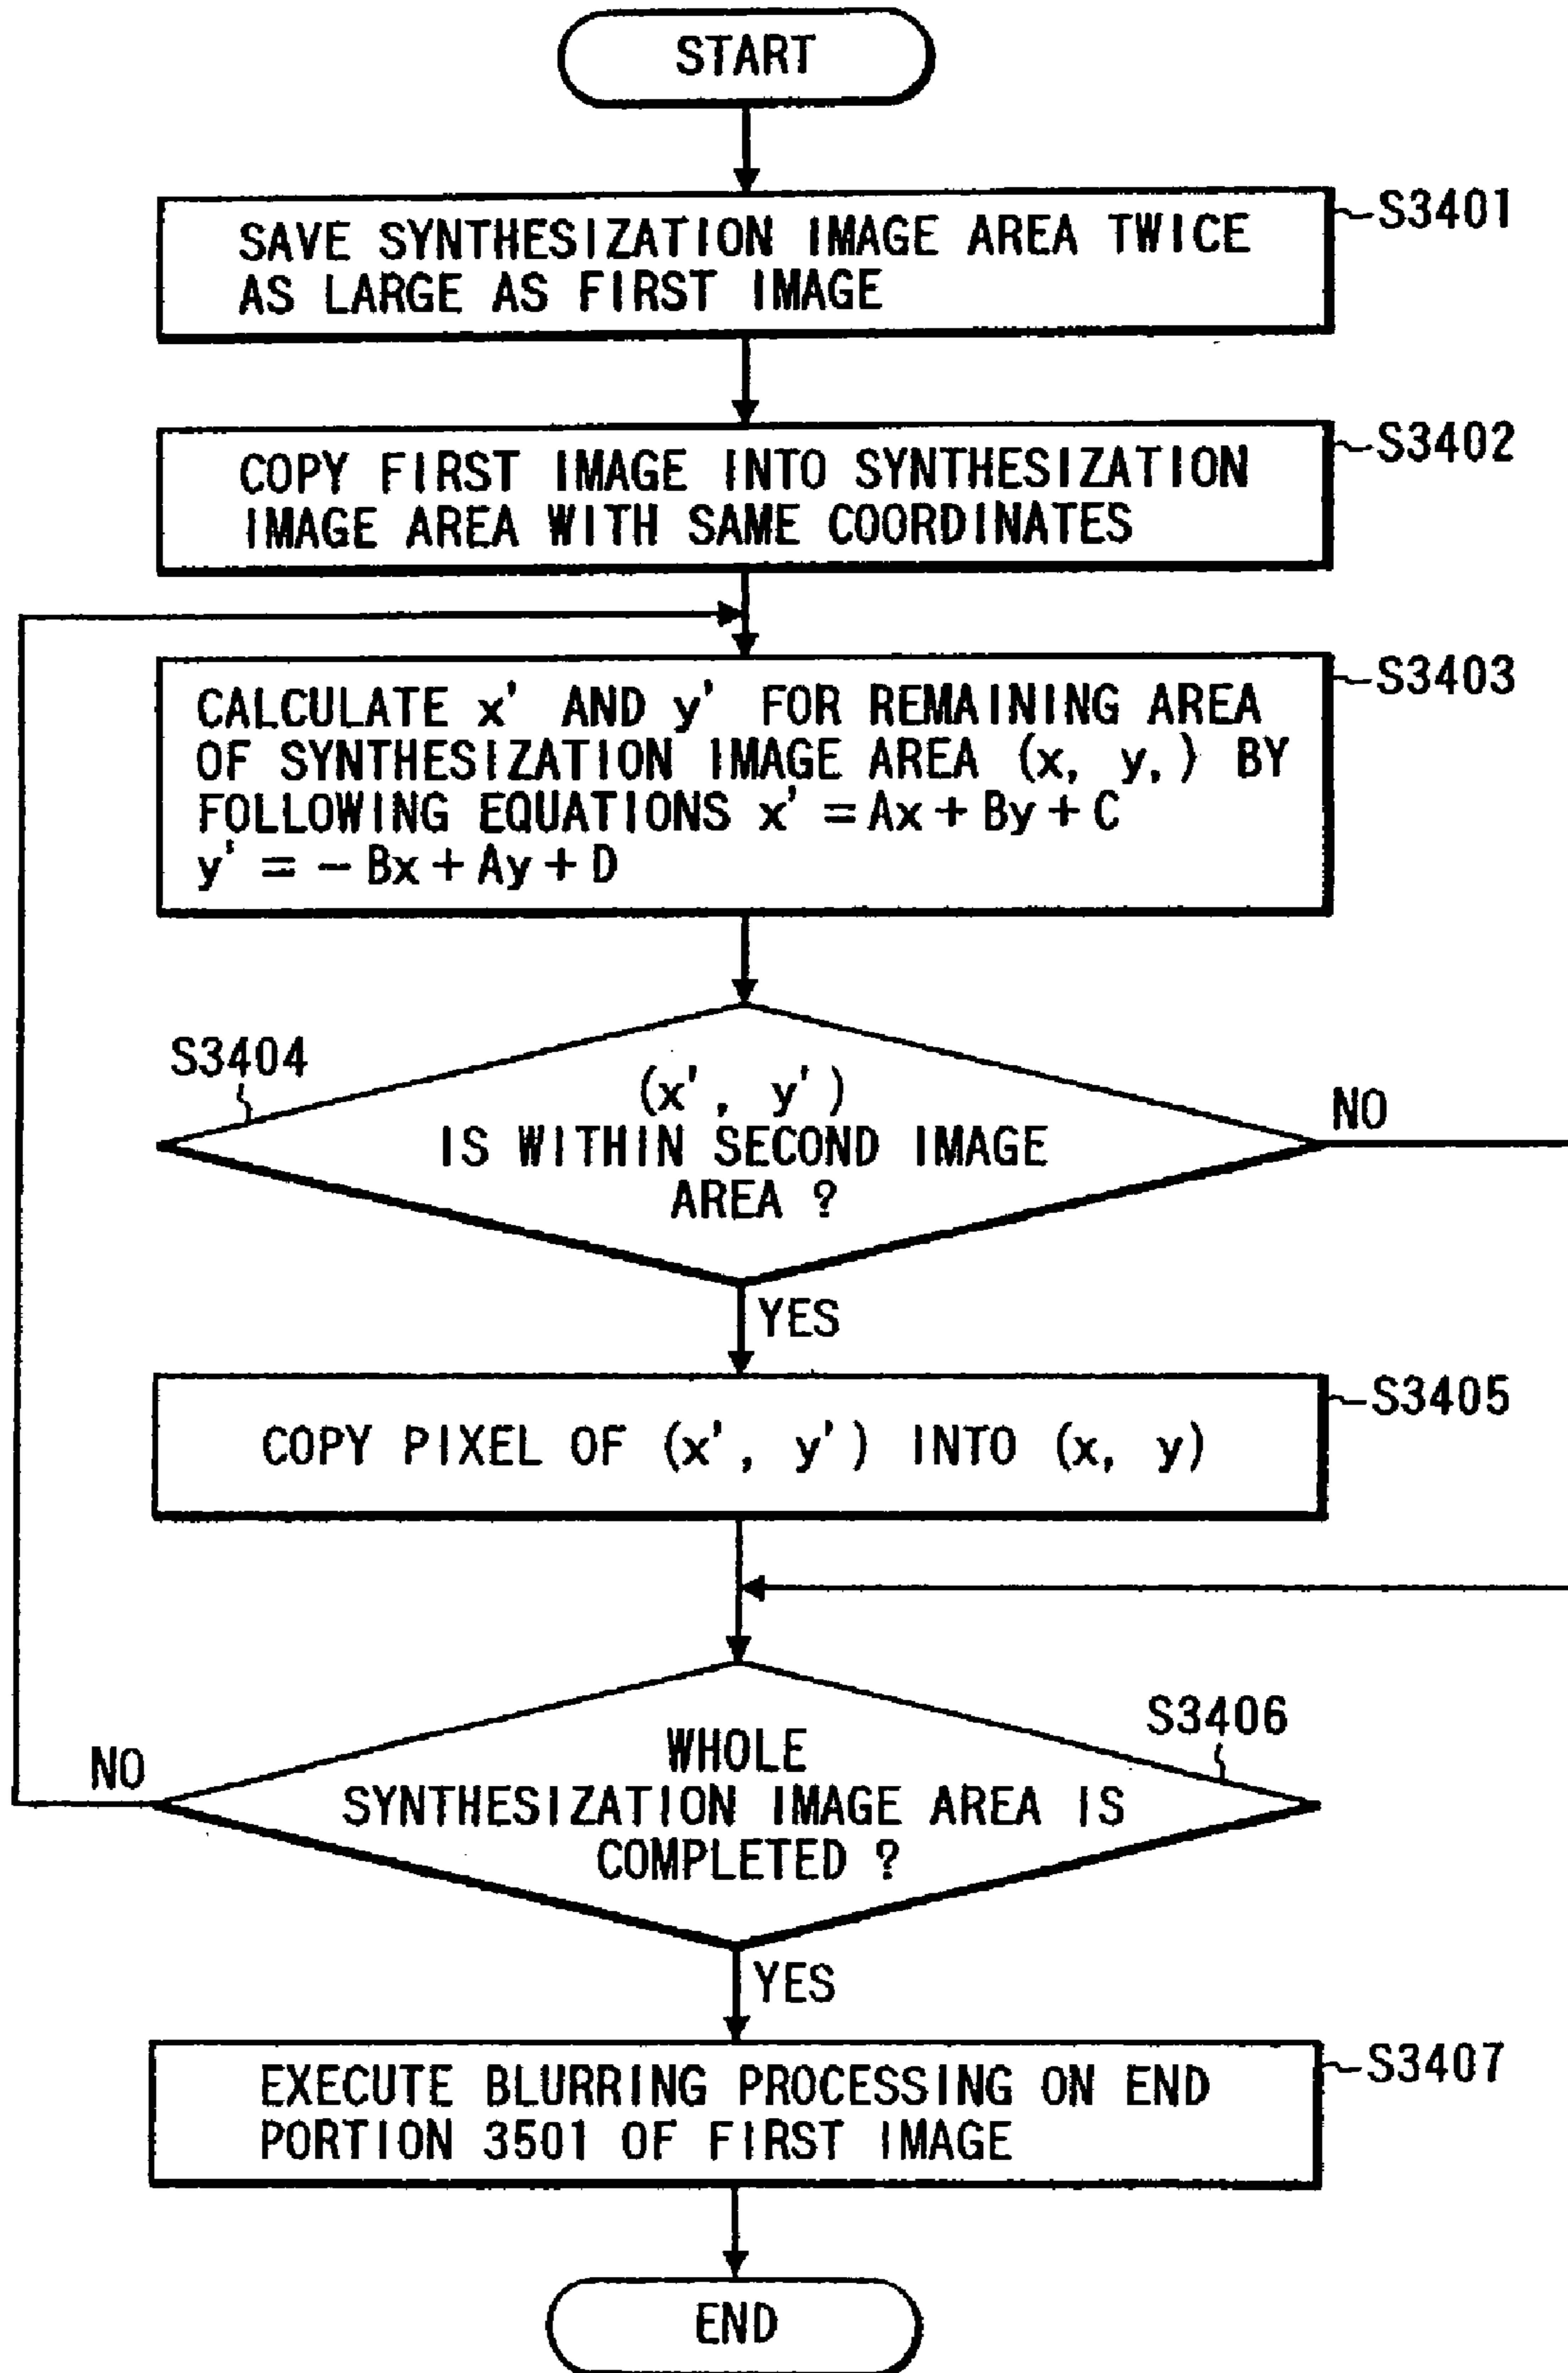 START
S3401
SAVE SYNTHESIZATION IMAGE AREA TWICE
AS LARGE AS FIRST IMAGE
S3402
COPY FIRST IMAGE INTO SYNTHESIZATION
IMAGE AREA WITH SAME COORDINATES
S3403
CALCULATE x' AND y' FOR REMAINING AREA
OF SYNTHESIZATION IMAGE AREA (x, y,) BY
FOLLOWING EQUATIONS x' = Ax + By + C
y' = - Bx + Ay + D
S3404
(x', y')
IS WITHIN SECOND IMAGE
AREA ?
NO
YES
S3405
COPY PIXEL OF (x', y') INTO (x, y)
S3406
WHOLE
SYNTHESIZATION IMAGE AREA IS
COMPLETED ?
NO
YES
S3407
EXECUTE BLURRING PROCESSING ON END
PORTION 3501 OF FIRST IMAGE
END